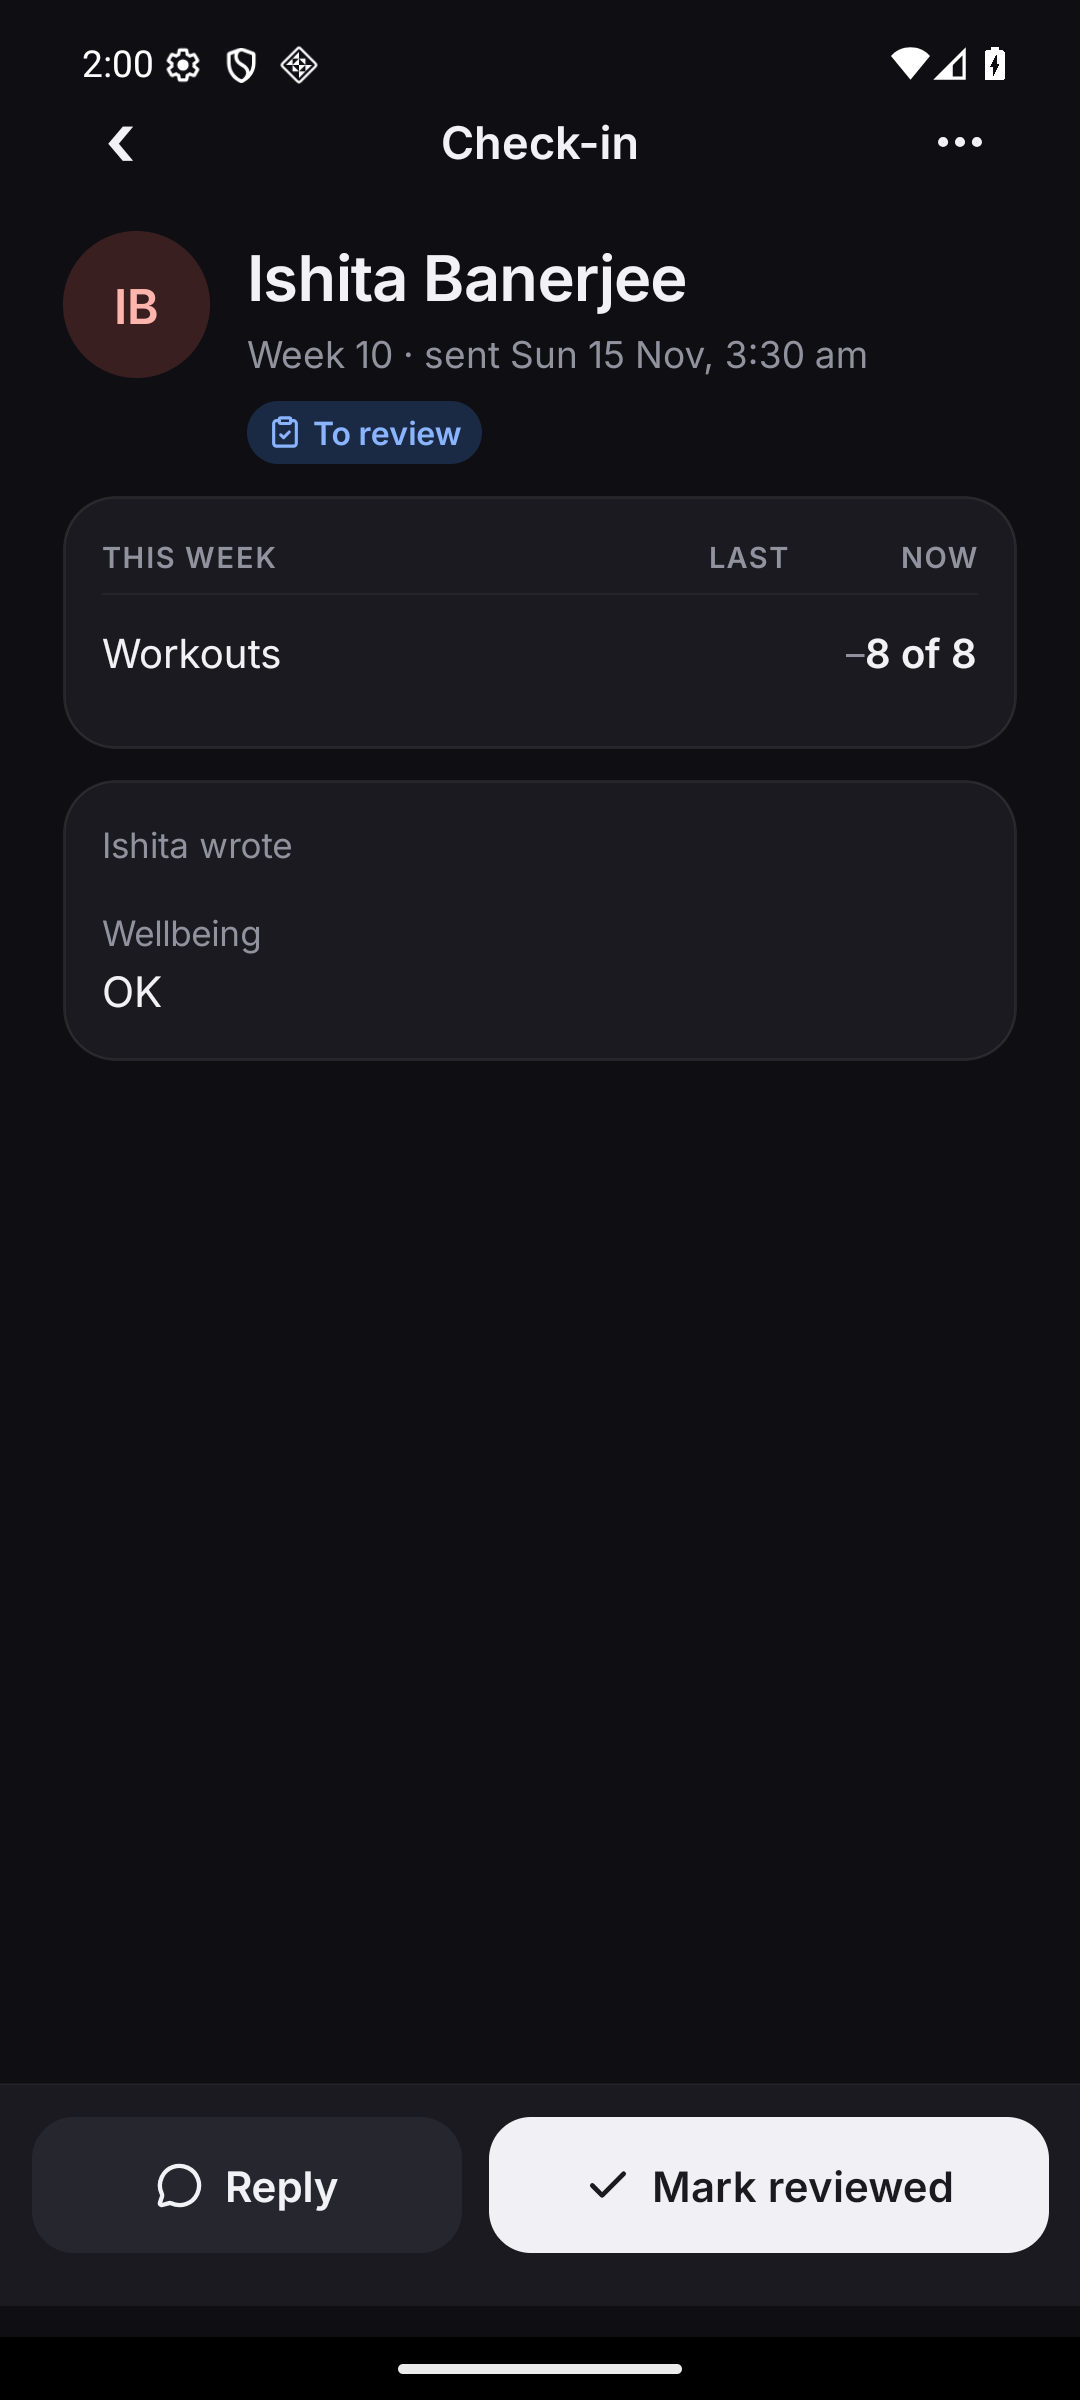 2:00
Check-in
IB
Ishita Banerjee
Week 10 · sent Sun 15 Nov, 3:30 am
To review
THIS WEEK LAST NOW
Workouts –8 of 8
Ishita wrote
Wellbeing
OK
Reply
Mark reviewed